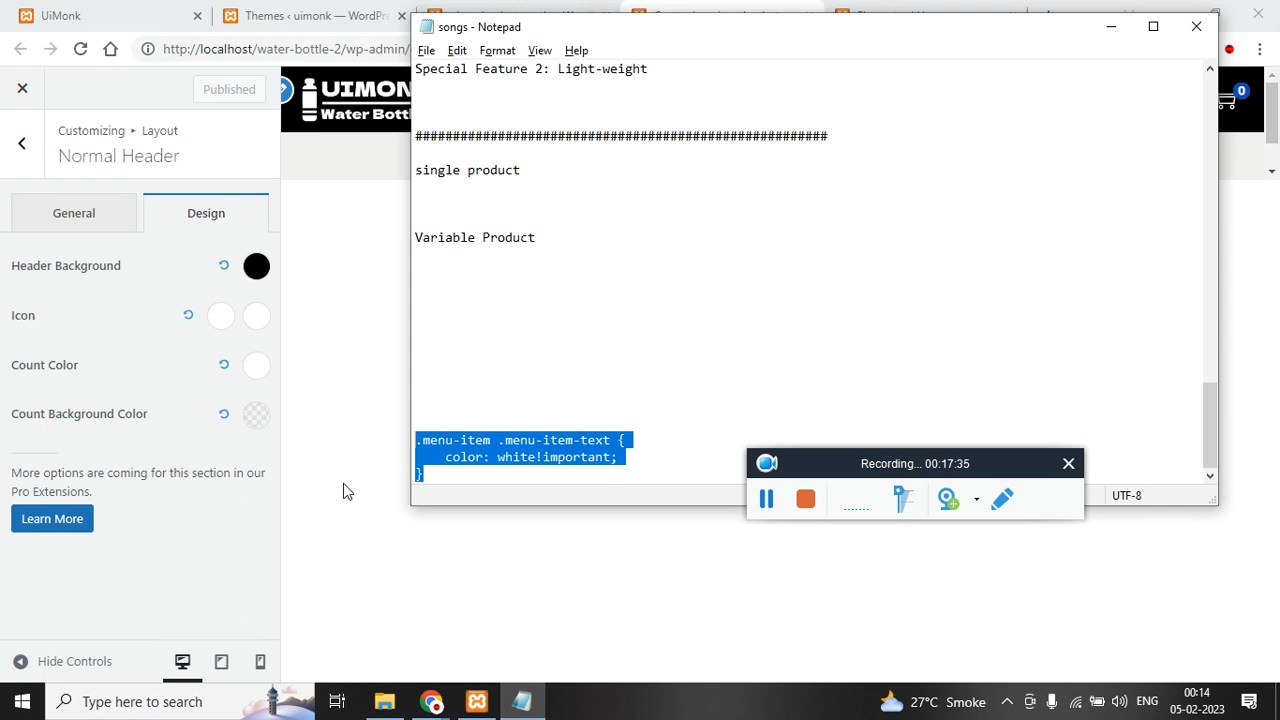 UiMonk
Themes ‹ uimonk — WordPre
songs - Notepad
http://localhost/water-bottle-2/wp-admin/
File Edit Format View Help
Special Feature 2: Light-weight
#######################################################
single product
Variable Product
.menu-item .menu-item-text {
color: white!important;
}
UTF-8
Published
Customizing ▸ Layout
Normal Header
General
Design
Header Background
Icon
Count Color
Count Background Color
More options are coming for this section in our
Pro Extensions.
Learn More
Hide Controls
UIMONK
Water Bottl
0
Recording... 00:17:35
Type here to search
27°C Smoke
ENG
00:14
05-02-2023